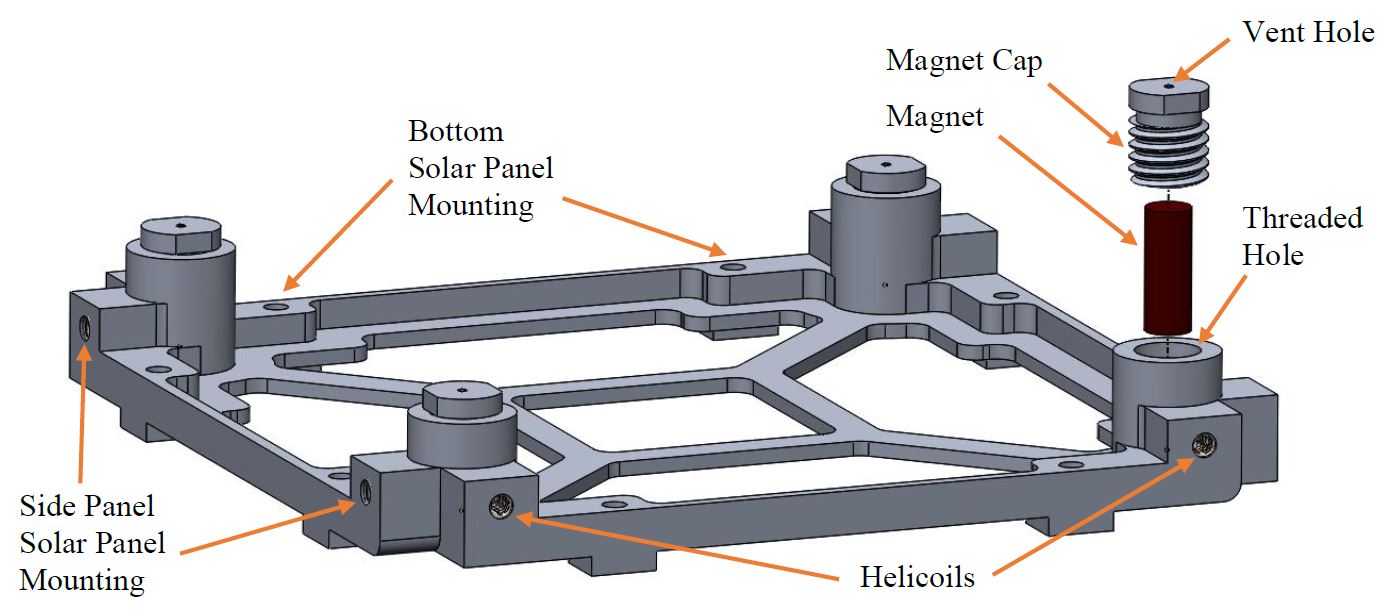 Vent Hole
Magnet Cap
Magnet
Bottom
Solar Panel
Mounting
Threaded
Hole
Side Panel
Solar Panel
Mounting
Helicoils